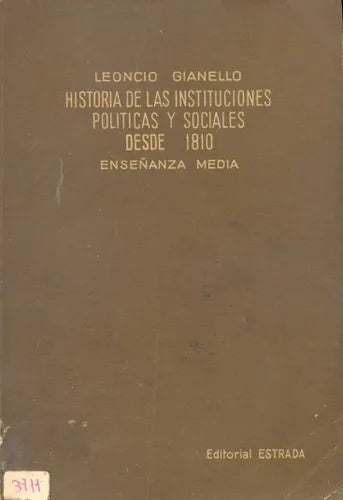 LEONCIO GIANELLO
HISTORIA DE LAS INSTITUCIONES
POLITICAS Y SOCIALES
DESDE 1810
ENSEÑANZA MEDIA
Editorial ESTRADA
3711